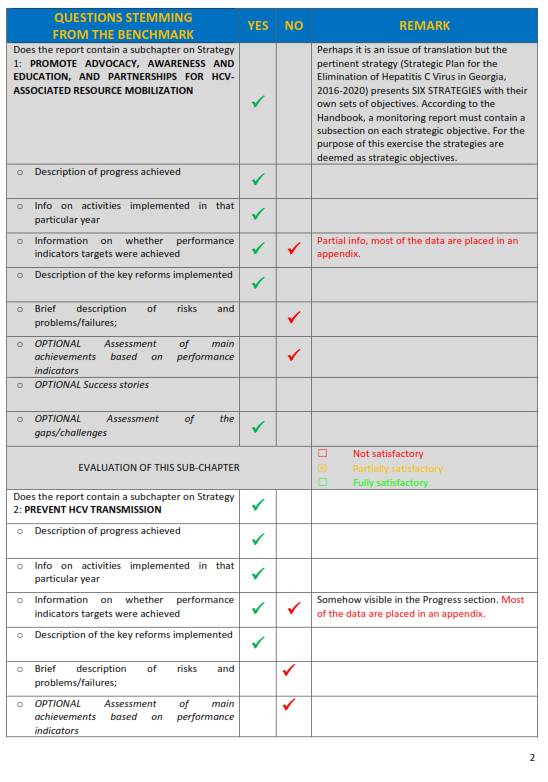 QUESTIONS STEMMING
FROM THE BENCHMARK
YES
NO
REMARK
Does the report contain a subchapter on Strategy
1: PROMOTE ADVOCACY, AWARENESS AND
EDUCATION, AND PARTNERSHIPS FOR HCV-
ASSOCIATED RESOURCE MOBILIZATION
Perhaps it is an issue of translation but the
pertinent strategy (Strategic Plan for the
Elimination of Hepatitis C Virus in Georgia,
2016-2020) presents SIX STRATEGIES with their
own sets of objectives. According to the
Handbook, a monitoring report must contain a
subsection on each strategic objective. For the
purpose of this exercise the strategies are
deemed as strategic objectives.
Description of progress achieved
Info on activities implemented in that
particular year
Information on whether performance
indicators targets were achieved
Partial info, most of the data are placed in an
appendix.
Description of the key reforms implemented
Brief description of risks and
problems/failures;
OPTIONAL Assessment of main
achievements based on performance
indicators
OPTIONAL Success stories
OPTIONAL Assessment of the
gaps/challenges
EVALUATION OF THIS SUB-CHAPTER
☐ Not satisfactory
☒ Partially satisfactory
☐ Fully satisfactory
Does the report contain a subchapter on Strategy
2: PREVENT HCV TRANSMISSION
Description of progress achieved
Info on activities implemented in that
particular year
Information on whether performance
indicators targets were achieved
Somehow visible in the Progress section. Most
of the data are placed in an appendix.
Description of the key reforms implemented
Brief description of risks and
problems/failures;
OPTIONAL Assessment of main
achievements based on performance
indicators
2